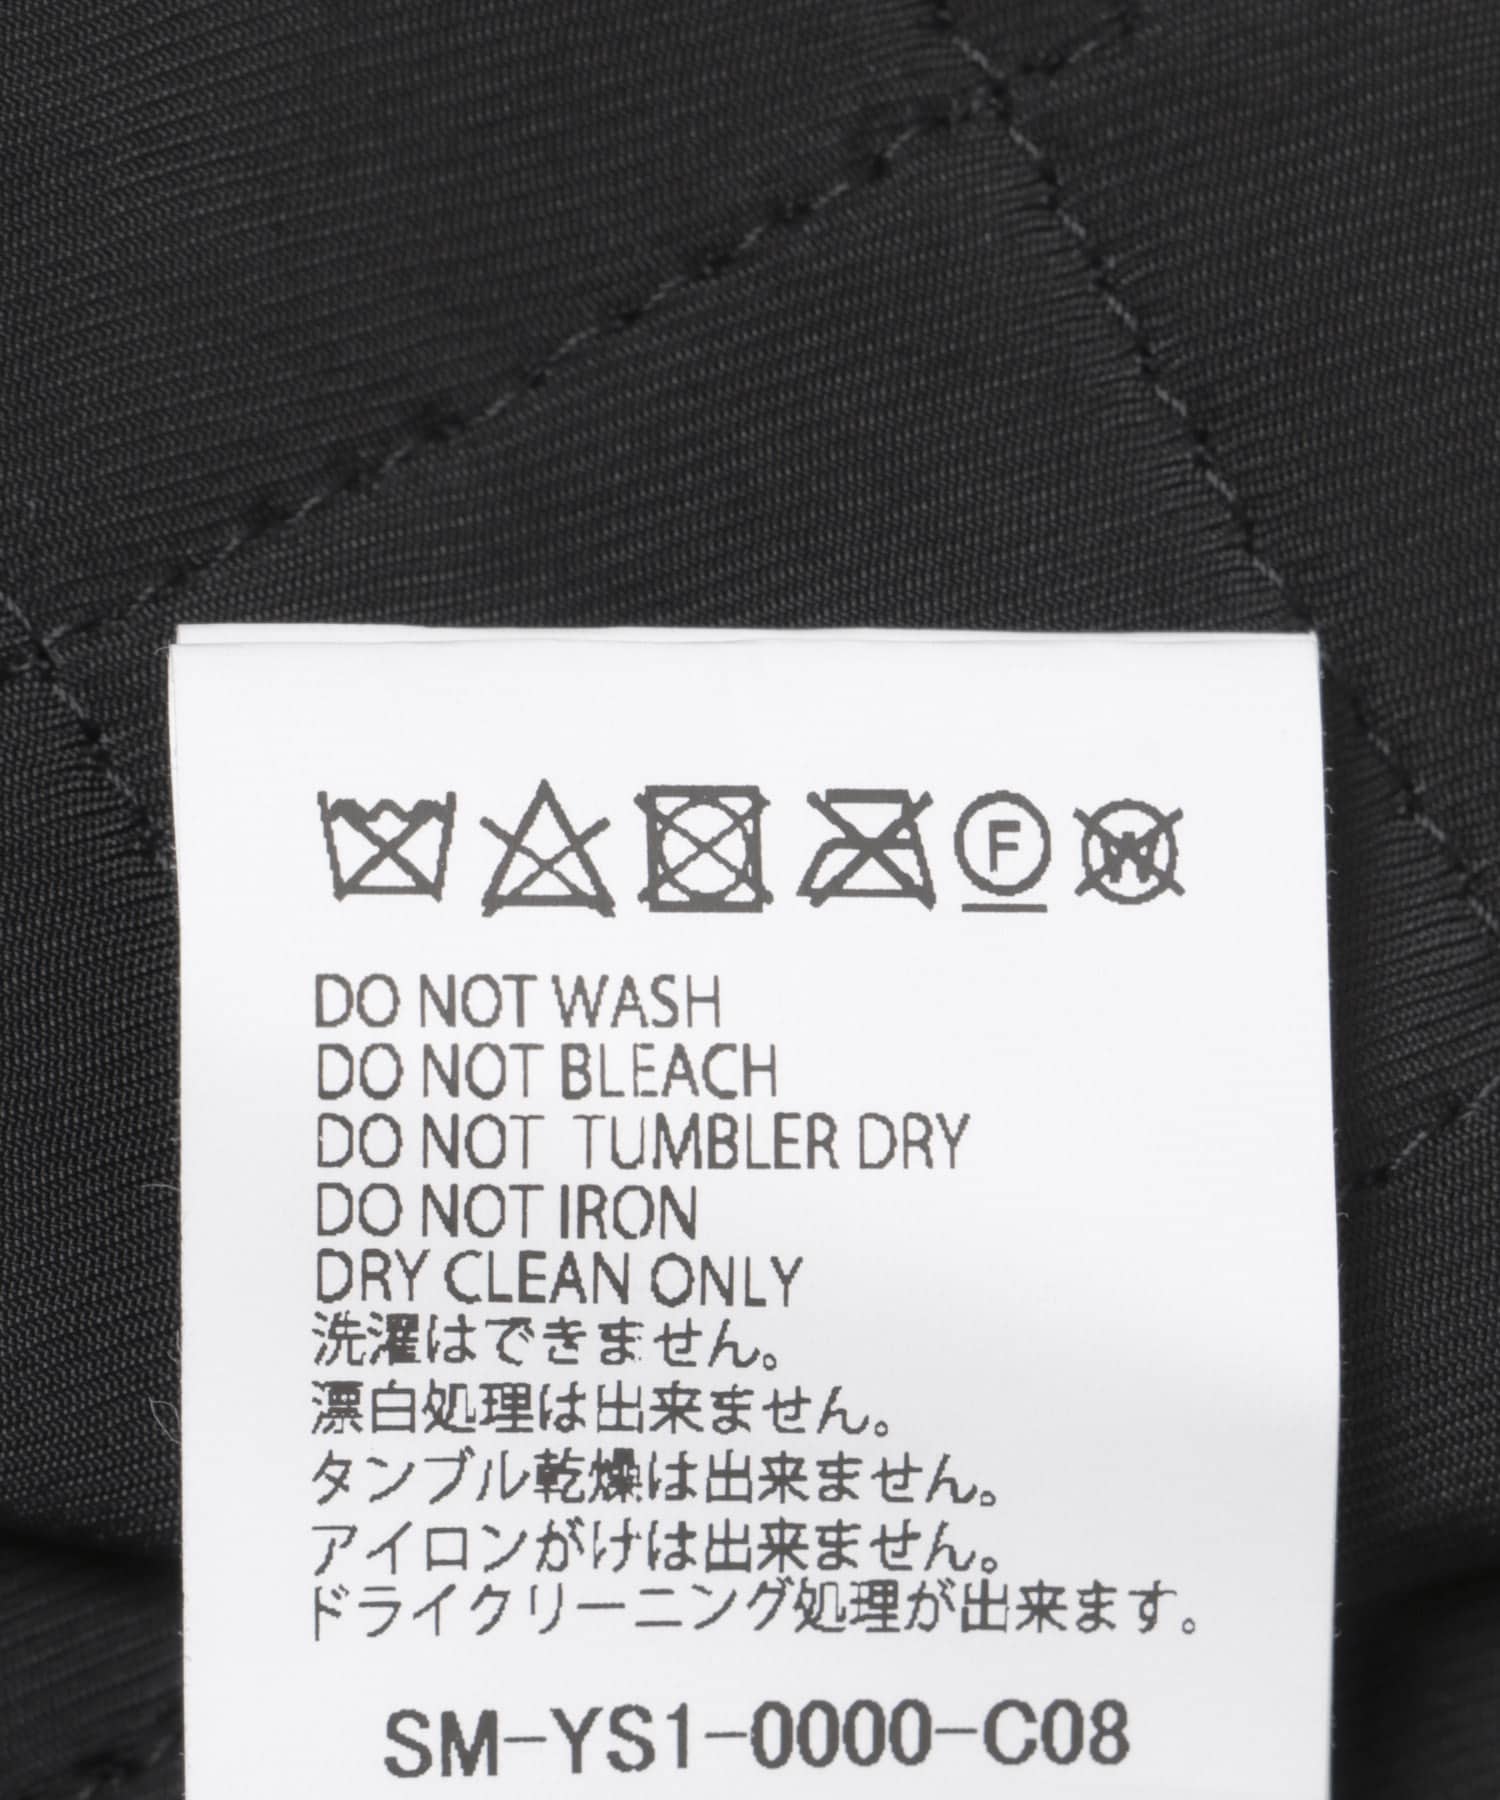 F W
DO NOT WASH
DO NOT BLEACH
DO NOT TUMBLER DRY
DO NOT IRON
DRY CLEAN ONLY
洗濯はできません。
漂白処理は出来ません。
タンブル乾燥は出来ません。
アイロンがけは出来ません。
ドライクリーニング処理が出来ます。
SM-YS1-0000-C08